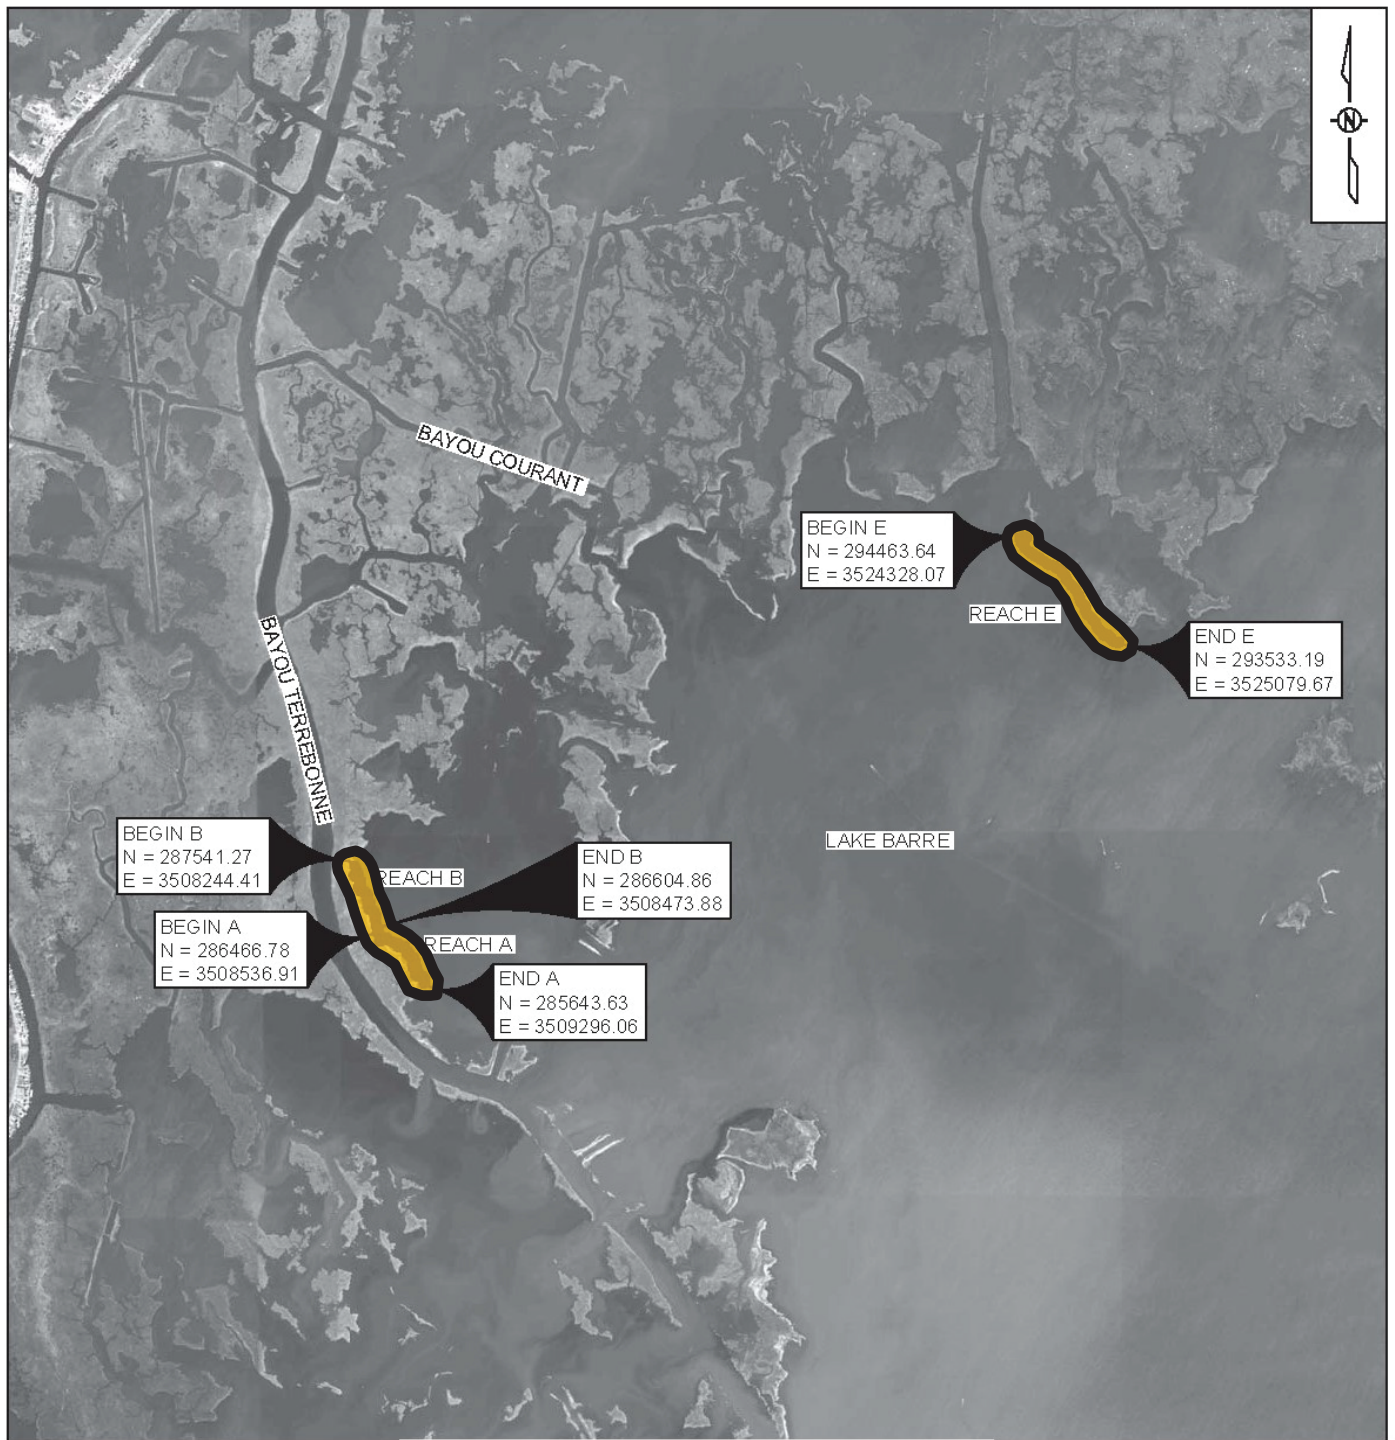 N
BAYOU COURANT
BEGIN E
N = 294463.64
E = 3524328.07
REACH E
END E
N = 293533.19
E = 3525079.67
BAYOU TERREBONNE
BEGIN B
N = 287541.27
E = 3508244.41
REACH B
END B
N = 286604.86
E = 3508473.88
LAKE BARRE
BEGIN A
N = 286466.78
E = 3508536.91
REACH A
END A
N = 285643.63
E = 3509296.06